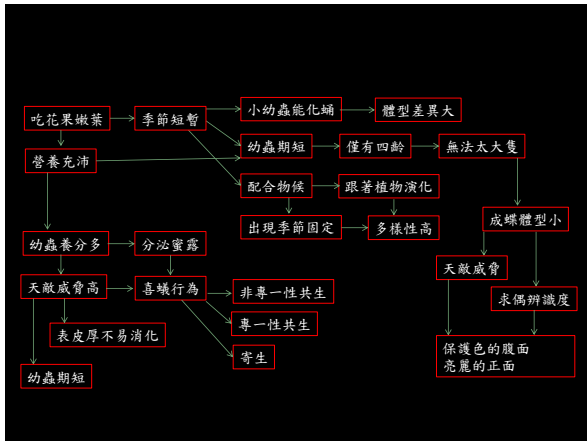 小幼蟲能化蛹
體型差異大
吃花果嫩葉
季節短暫
幼蟲期短
僅有四齡
無法太大隻
營養充沛
配合物候
跟著植物演化
成蝶體型小
出現季節固定
多樣性高
幼蟲養分多
分泌蜜露
天敵威脅
天敵威脅高
喜蟻行為
非專一性共生
求偶辨識度
專一性共生
表皮厚不易消化
寄生
保護色的腹面
亮麗的正面
幼蟲期短